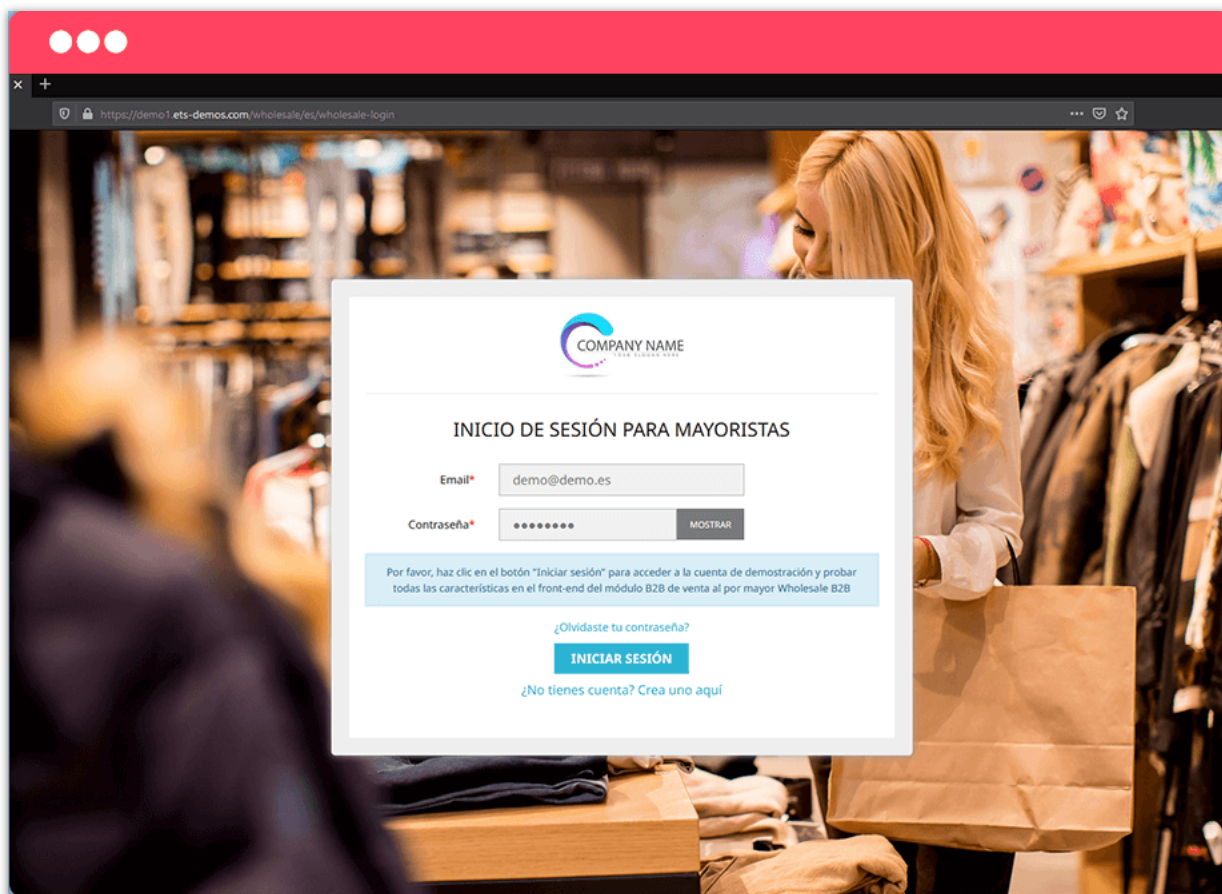 https://demo1.ets-demos.com/wholesale/es/wholesale-login
COMPANY NAME
YOUR SLOGAN HERE
INICIO DE SESIÓN PARA MAYORISTAS
Email* demo@demo.es
Contraseña* ●●●●●●●● MOSTRAR
Por favor, haz clic en el botón "Iniciar sesión" para acceder a la cuenta de demostración y probar
todas las características en el front-end del módulo B2B de venta al por mayor Wholesale B2B
¿Olvidaste tu contraseña?
INICIAR SESIÓN
¿No tienes cuenta? Crea uno aquí